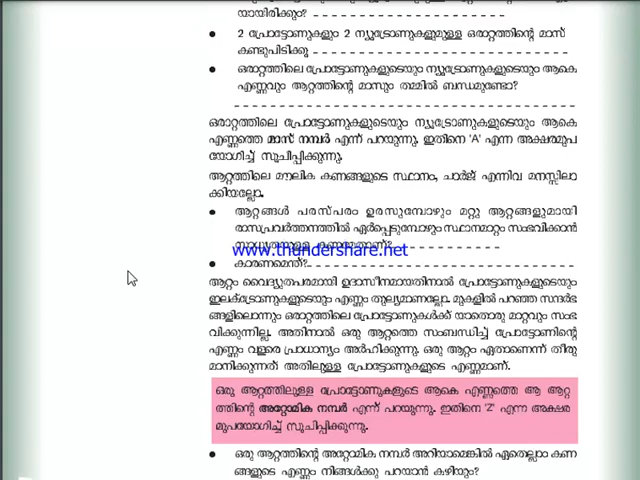 യായിരിക്കും? – – – – – – – – – – – – – – – – – – –
● 2 പ്രോട്ടോണുകളും 2 ന്യൂട്രോണുകളുമുള്ള ഒരാറ്റത്തിന്റെ മാസ്
കണ്ടുപിടിക്കൂ – – – – – – – – – – – – – – – – – – – – – – – –
● ഒരാറ്റത്തിലെ പ്രോട്ടോണുകളുടെയും ന്യൂട്രോണുകളുടെയും ആകെ
എണ്ണവും ആറ്റത്തിന്റെ മാസും തമ്മിൽ ബന്ധമുണ്ടോ?
– – – – – – – – – – – – – – – – – – – – – – – – – – – – – – – –
ഒരാറ്റത്തിലെ പ്രോട്ടോണുകളുടെയും ന്യൂട്രോണുകളുടെയും ആകെ
എണ്ണത്തെ മാസ് നമ്പർ എന്ന് പറയുന്നു. ഇതിനെ 'A' എന്ന അക്ഷരമുപ
യോഗിച്ച് സൂചിപ്പിക്കുന്നു.
ആറ്റത്തിലെ മൗലിക കണങ്ങളുടെ സ്ഥാനം, ചാർജ് എന്നിവ മനസ്സിലാ
ക്കിയല്ലോ.
● ആറ്റങ്ങൾ പരസ്പരം ഉരസുമ്പോഴും മറ്റു ആറ്റങ്ങളുമായി
രാസപ്രവർത്തനത്തിൽ ഏർപ്പെടുമ്പോഴും സ്ഥാനമാറ്റം സംഭവിക്കാൻ
സാധ്യതയുള്ള കണമേതാണ്? – – – – – – – – – –
www.thundershare.net
● കാരണമെന്ത്? – – – – – – – – – – – – – – – – – – – – – – – –
ആറ്റം വൈദ്യുതപരമായി ഉദാസീനമായതിനാൽ പ്രോട്ടോണുകളുടെയും
ഇലക്ട്രോണുകളുടെയും എണ്ണം തുല്യമാണല്ലോ. മുകളിൽ പറഞ്ഞ സന്ദർഭ
ങ്ങളിലൊന്നും ഒരാറ്റത്തിലെ പ്രോട്ടോണുകൾക്ക് യാതൊരു മാറ്റവും സംഭ
വിക്കുന്നില്ല. അതിനാൽ ഒരു ആറ്റത്തെ സംബന്ധിച്ച് പ്രോട്ടോണിന്റെ
എണ്ണം വളരെ പ്രാധാന്യം അർഹിക്കുന്നു. ഒരു ആറ്റം ഏതാണെന്ന് തീരു
മാനിക്കുന്നത് അതിലുള്ള പ്രോട്ടോണുകളുടെ എണ്ണമാണ്.
ഒരു ആറ്റത്തിലുള്ള പ്രോട്ടോണുകളുടെ ആകെ എണ്ണത്തെ ആ ആറ്റ
ത്തിന്റെ അറ്റോമിക നമ്പർ എന്ന് പറയുന്നു. ഇതിനെ 'Z' എന്ന അക്ഷര
മുപയോഗിച്ച് സൂചിപ്പിക്കുന്നു.
● ഒരു ആറ്റത്തിന്റെ അറ്റോമിക നമ്പർ അറിയാമെങ്കിൽ ഏതെല്ലാം കണ
ങ്ങളുടെ എണ്ണം നിങ്ങൾക്കു പറയാൻ കഴിയും?